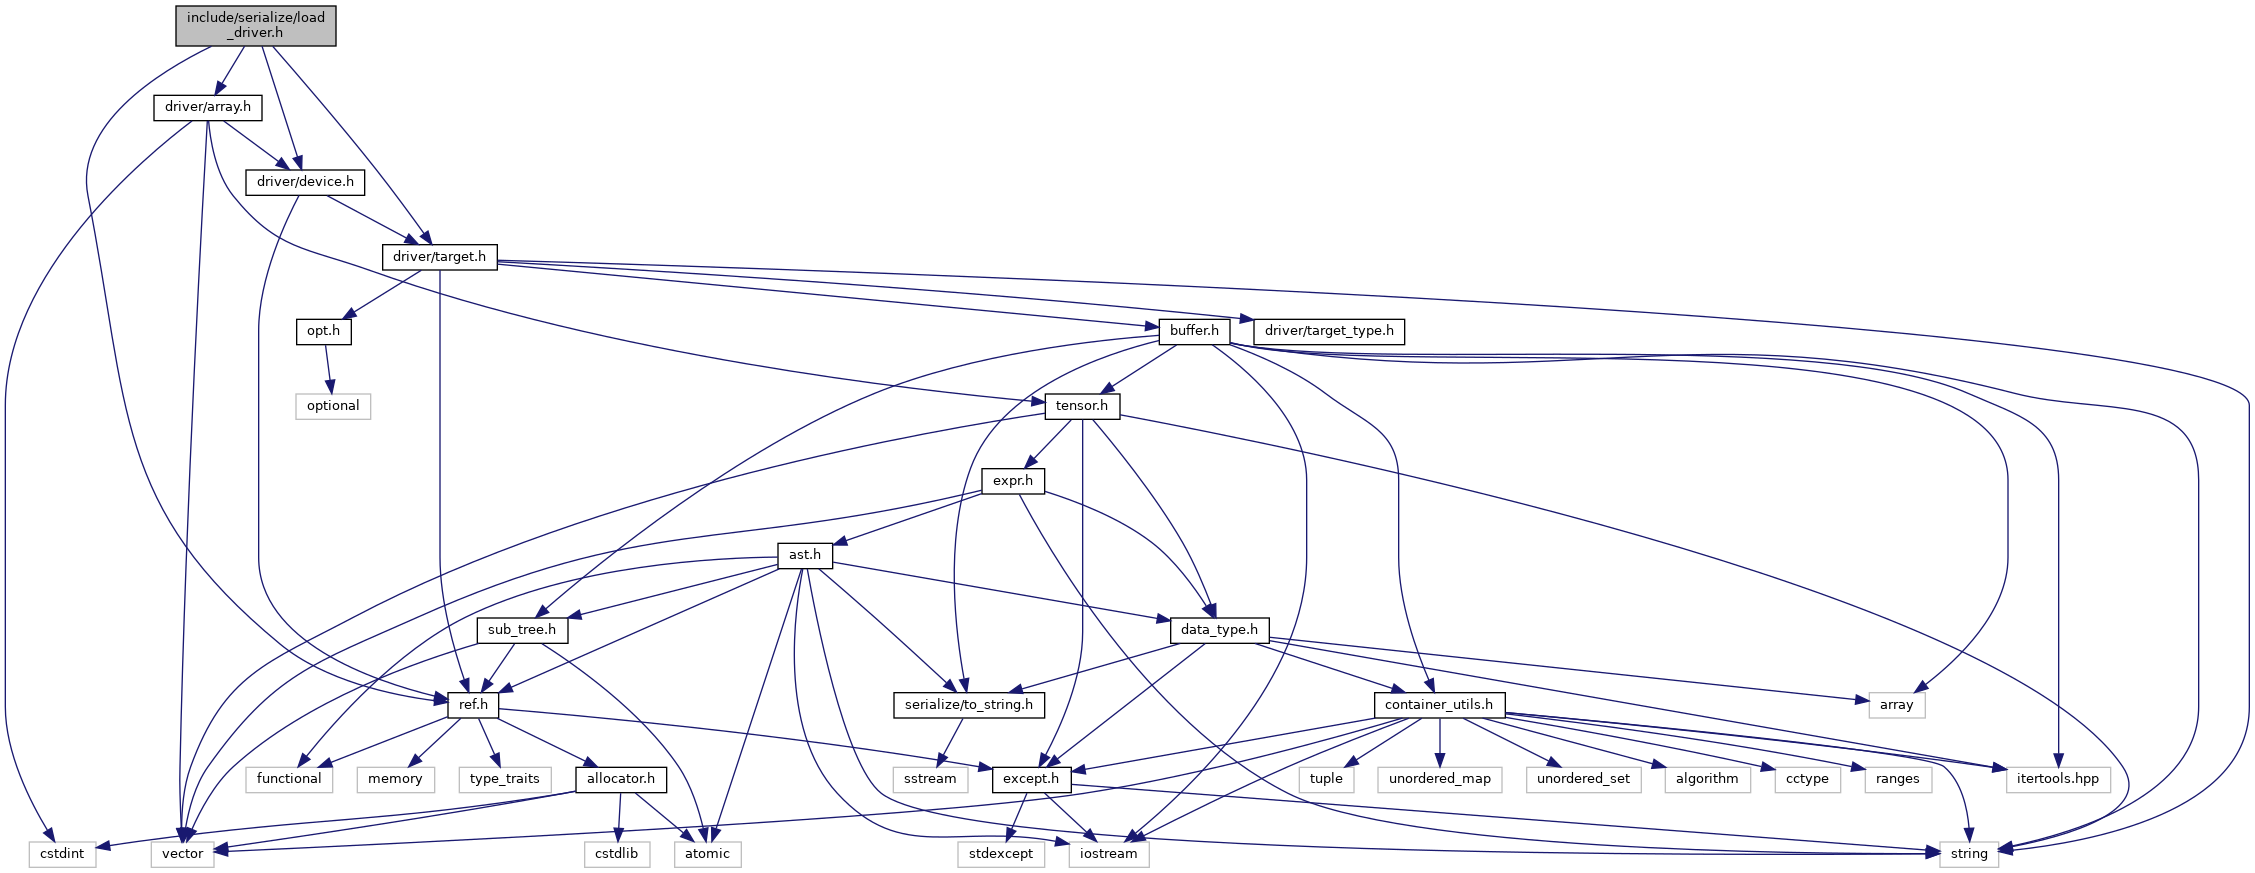 include/serialize/load
_driver.h
driver/array.h
driver/device.h
driver/target.h
opt.h
buffer.h
driver/target_type.h
optional
tensor.h
expr.h
ast.h
sub_tree.h
data_type.h
ref.h
serialize/to_string.h
container_utils.h
array
functional
memory
type_traits
allocator.h
sstream
except.h
tuple
unordered_map
unordered_set
algorithm
cctype
ranges
itertools.hpp
cstdint
vector
cstdlib
atomic
stdexcept
iostream
string